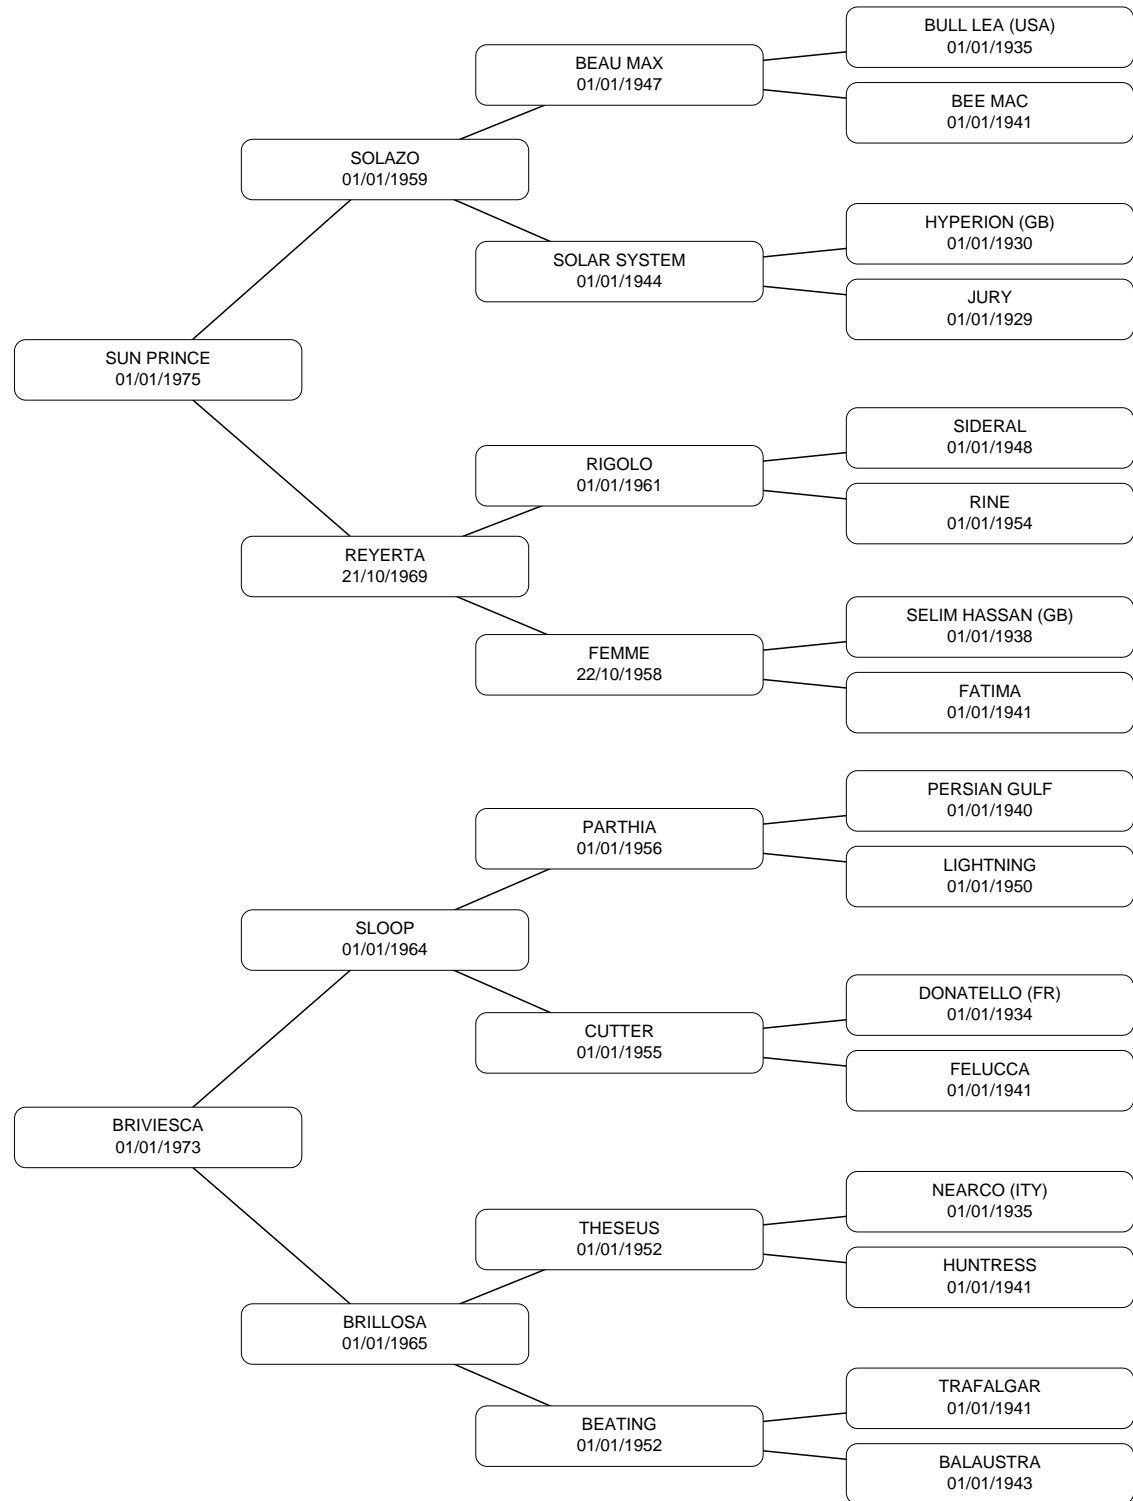 BULL LEA (USA)
01/01/1935
BEAU MAX
01/01/1947
BEE MAC
01/01/1941
SOLAZO
01/01/1959
HYPERION (GB)
01/01/1930
SOLAR SYSTEM
01/01/1944
JURY
01/01/1929
SUN PRINCE
01/01/1975
SIDERAL
01/01/1948
RIGOLO
01/01/1961
RINE
01/01/1954
REYERTA
21/10/1969
SELIM HASSAN (GB)
01/01/1938
FEMME
22/10/1958
FATIMA
01/01/1941
PERSIAN GULF
01/01/1940
PARTHIA
01/01/1956
LIGHTNING
01/01/1950
SLOOP
01/01/1964
DONATELLO (FR)
01/01/1934
CUTTER
01/01/1955
FELUCCA
01/01/1941
BRIVIESCA
01/01/1973
NEARCO (ITY)
01/01/1935
THESEUS
01/01/1952
HUNTRESS
01/01/1941
BRILLOSA
01/01/1965
TRAFALGAR
01/01/1941
BEATING
01/01/1952
BALAUSTRA
01/01/1943